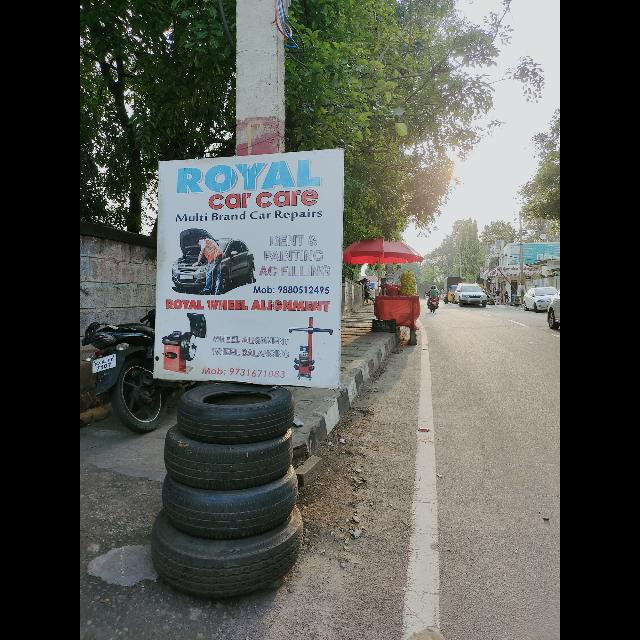 ROYAL
car care
Multi Brand Car Repairs
DENT &
PAINTING
AC FILLING
Mob: 9880512495
ROYAL WHEEL ALIGNMENT
WHEEL ALIGNMENT
WHEEL BALANCING
Mob: 9731671083